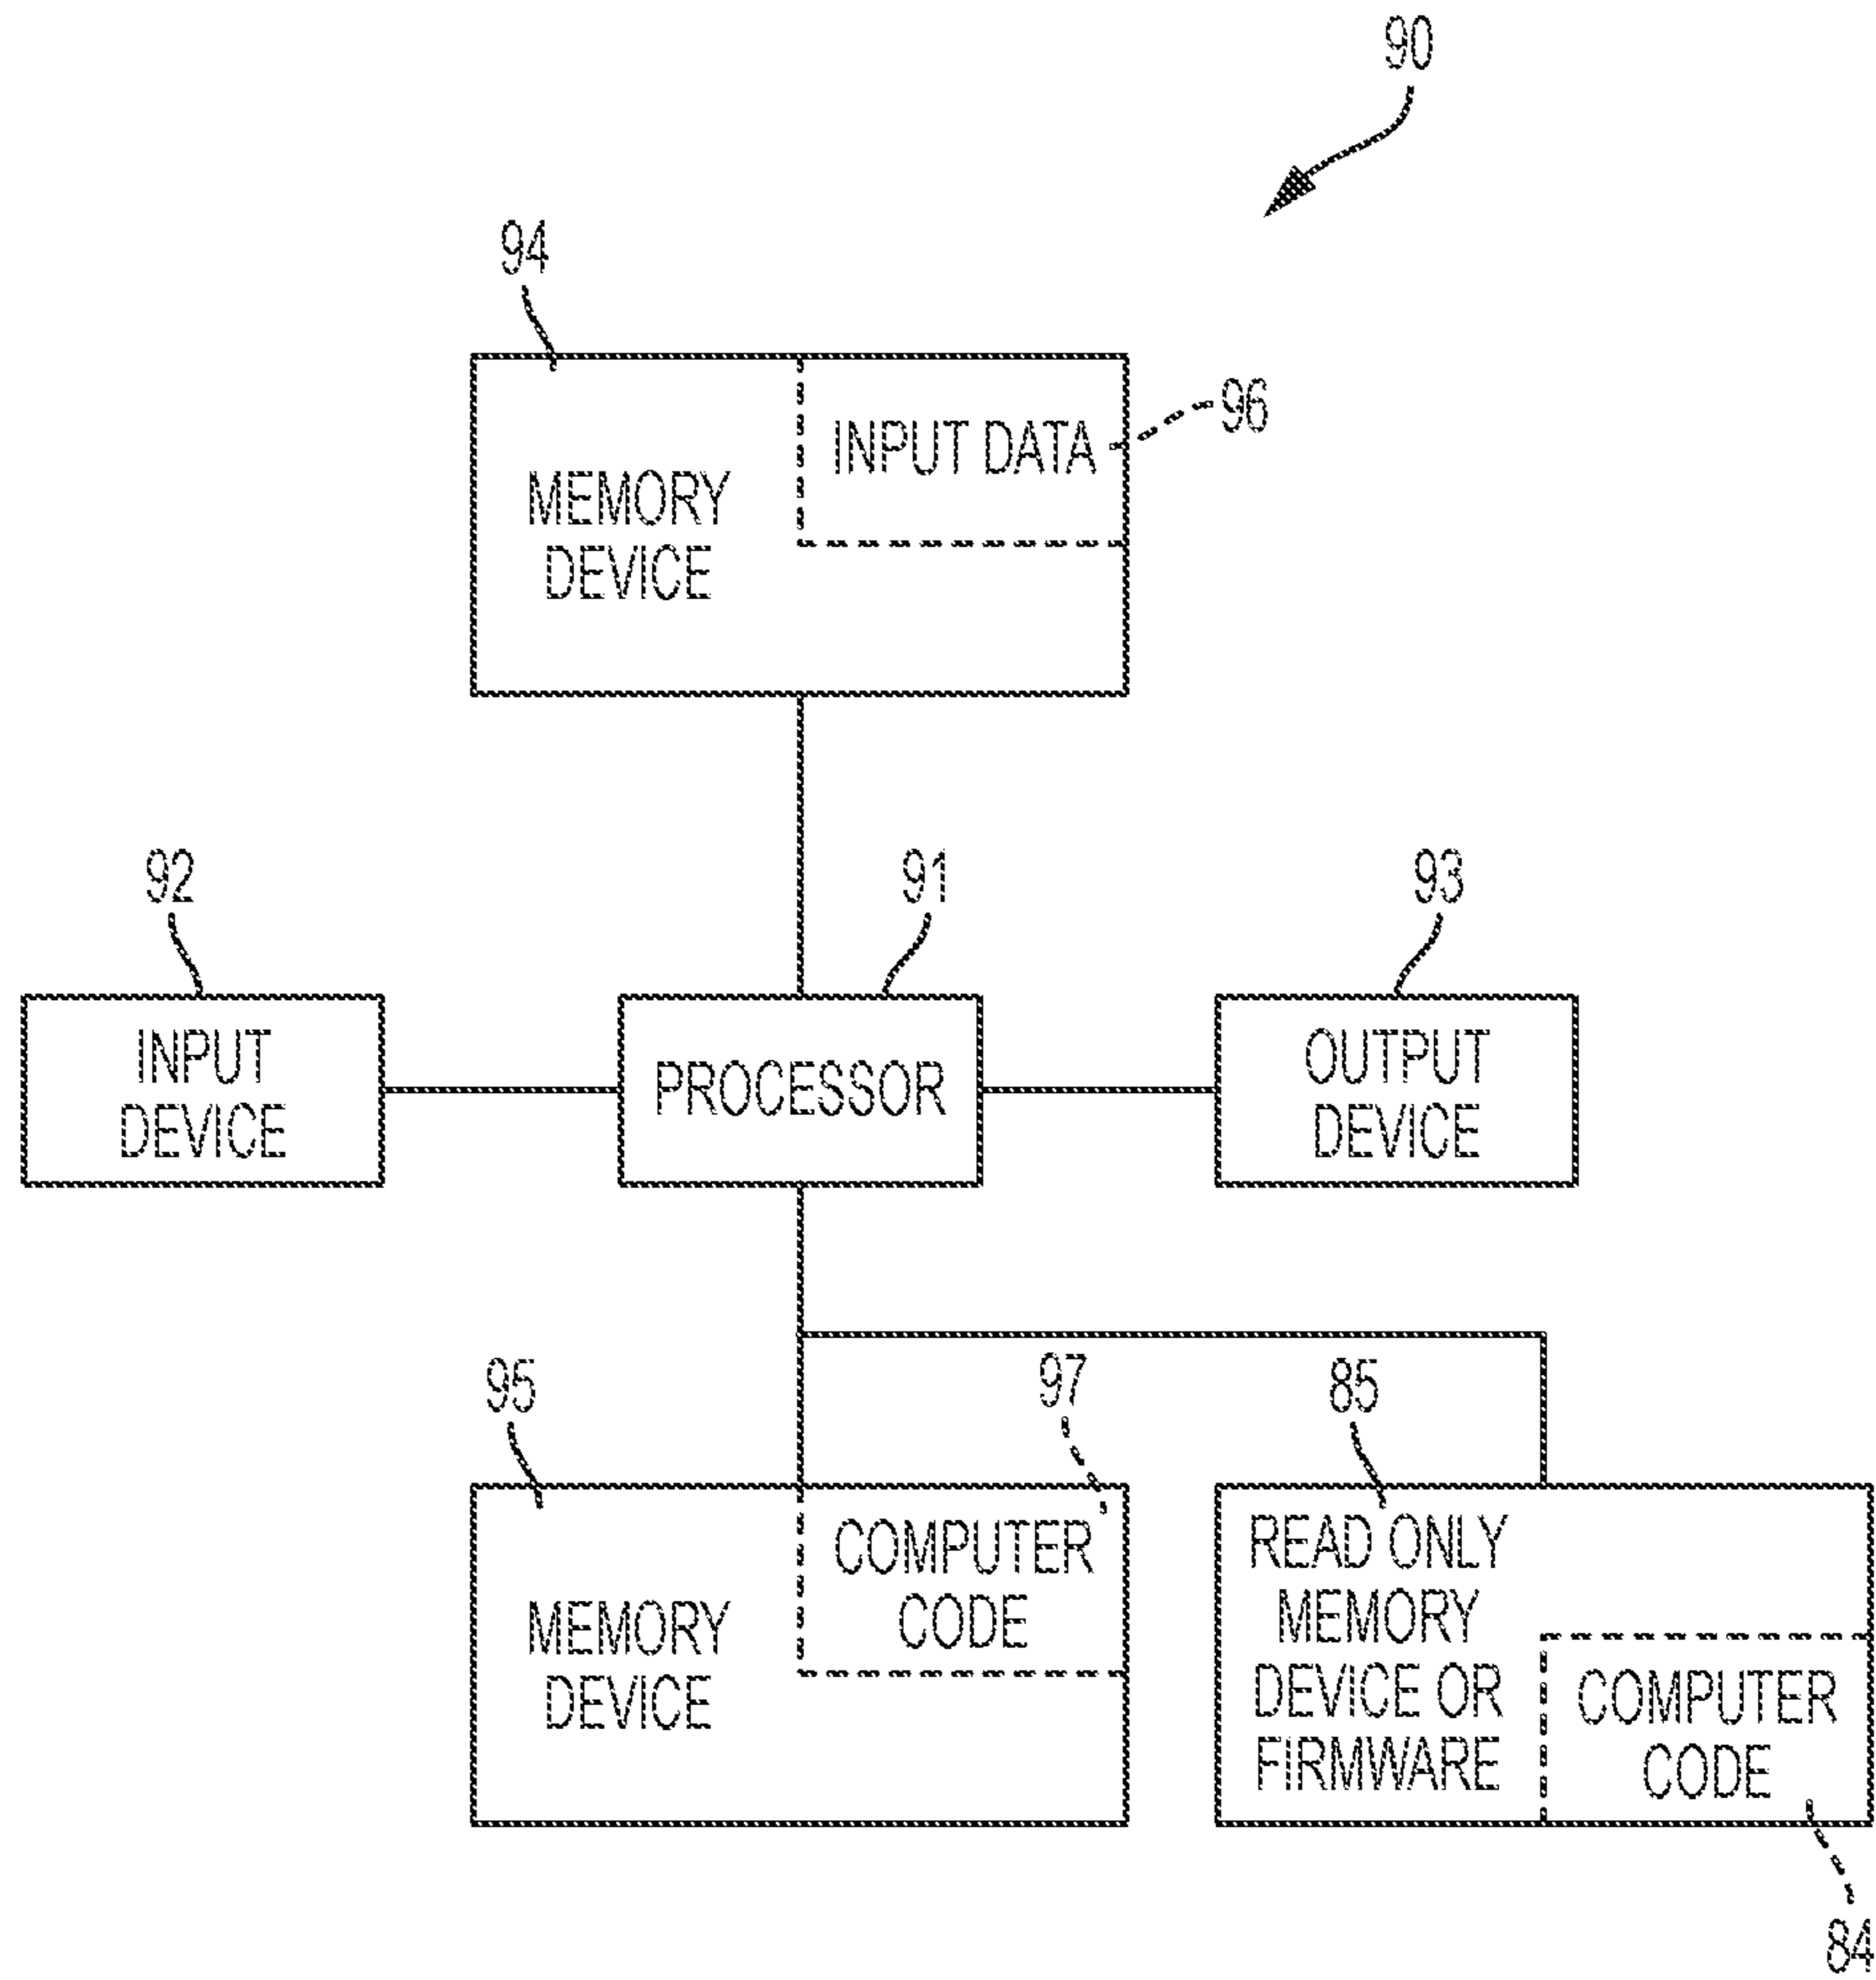 90
94
96
INPUT DATA
MEMORY
DEVICE
92
91
93
INPUT
DEVICE
PROCESSOR
OUTPUT
DEVICE
95
97
85
COMPUTER
CODE
MEMORY
DEVICE
READ ONLY
MEMORY
DEVICE OR
FIRMWARE
COMPUTER
CODE
84